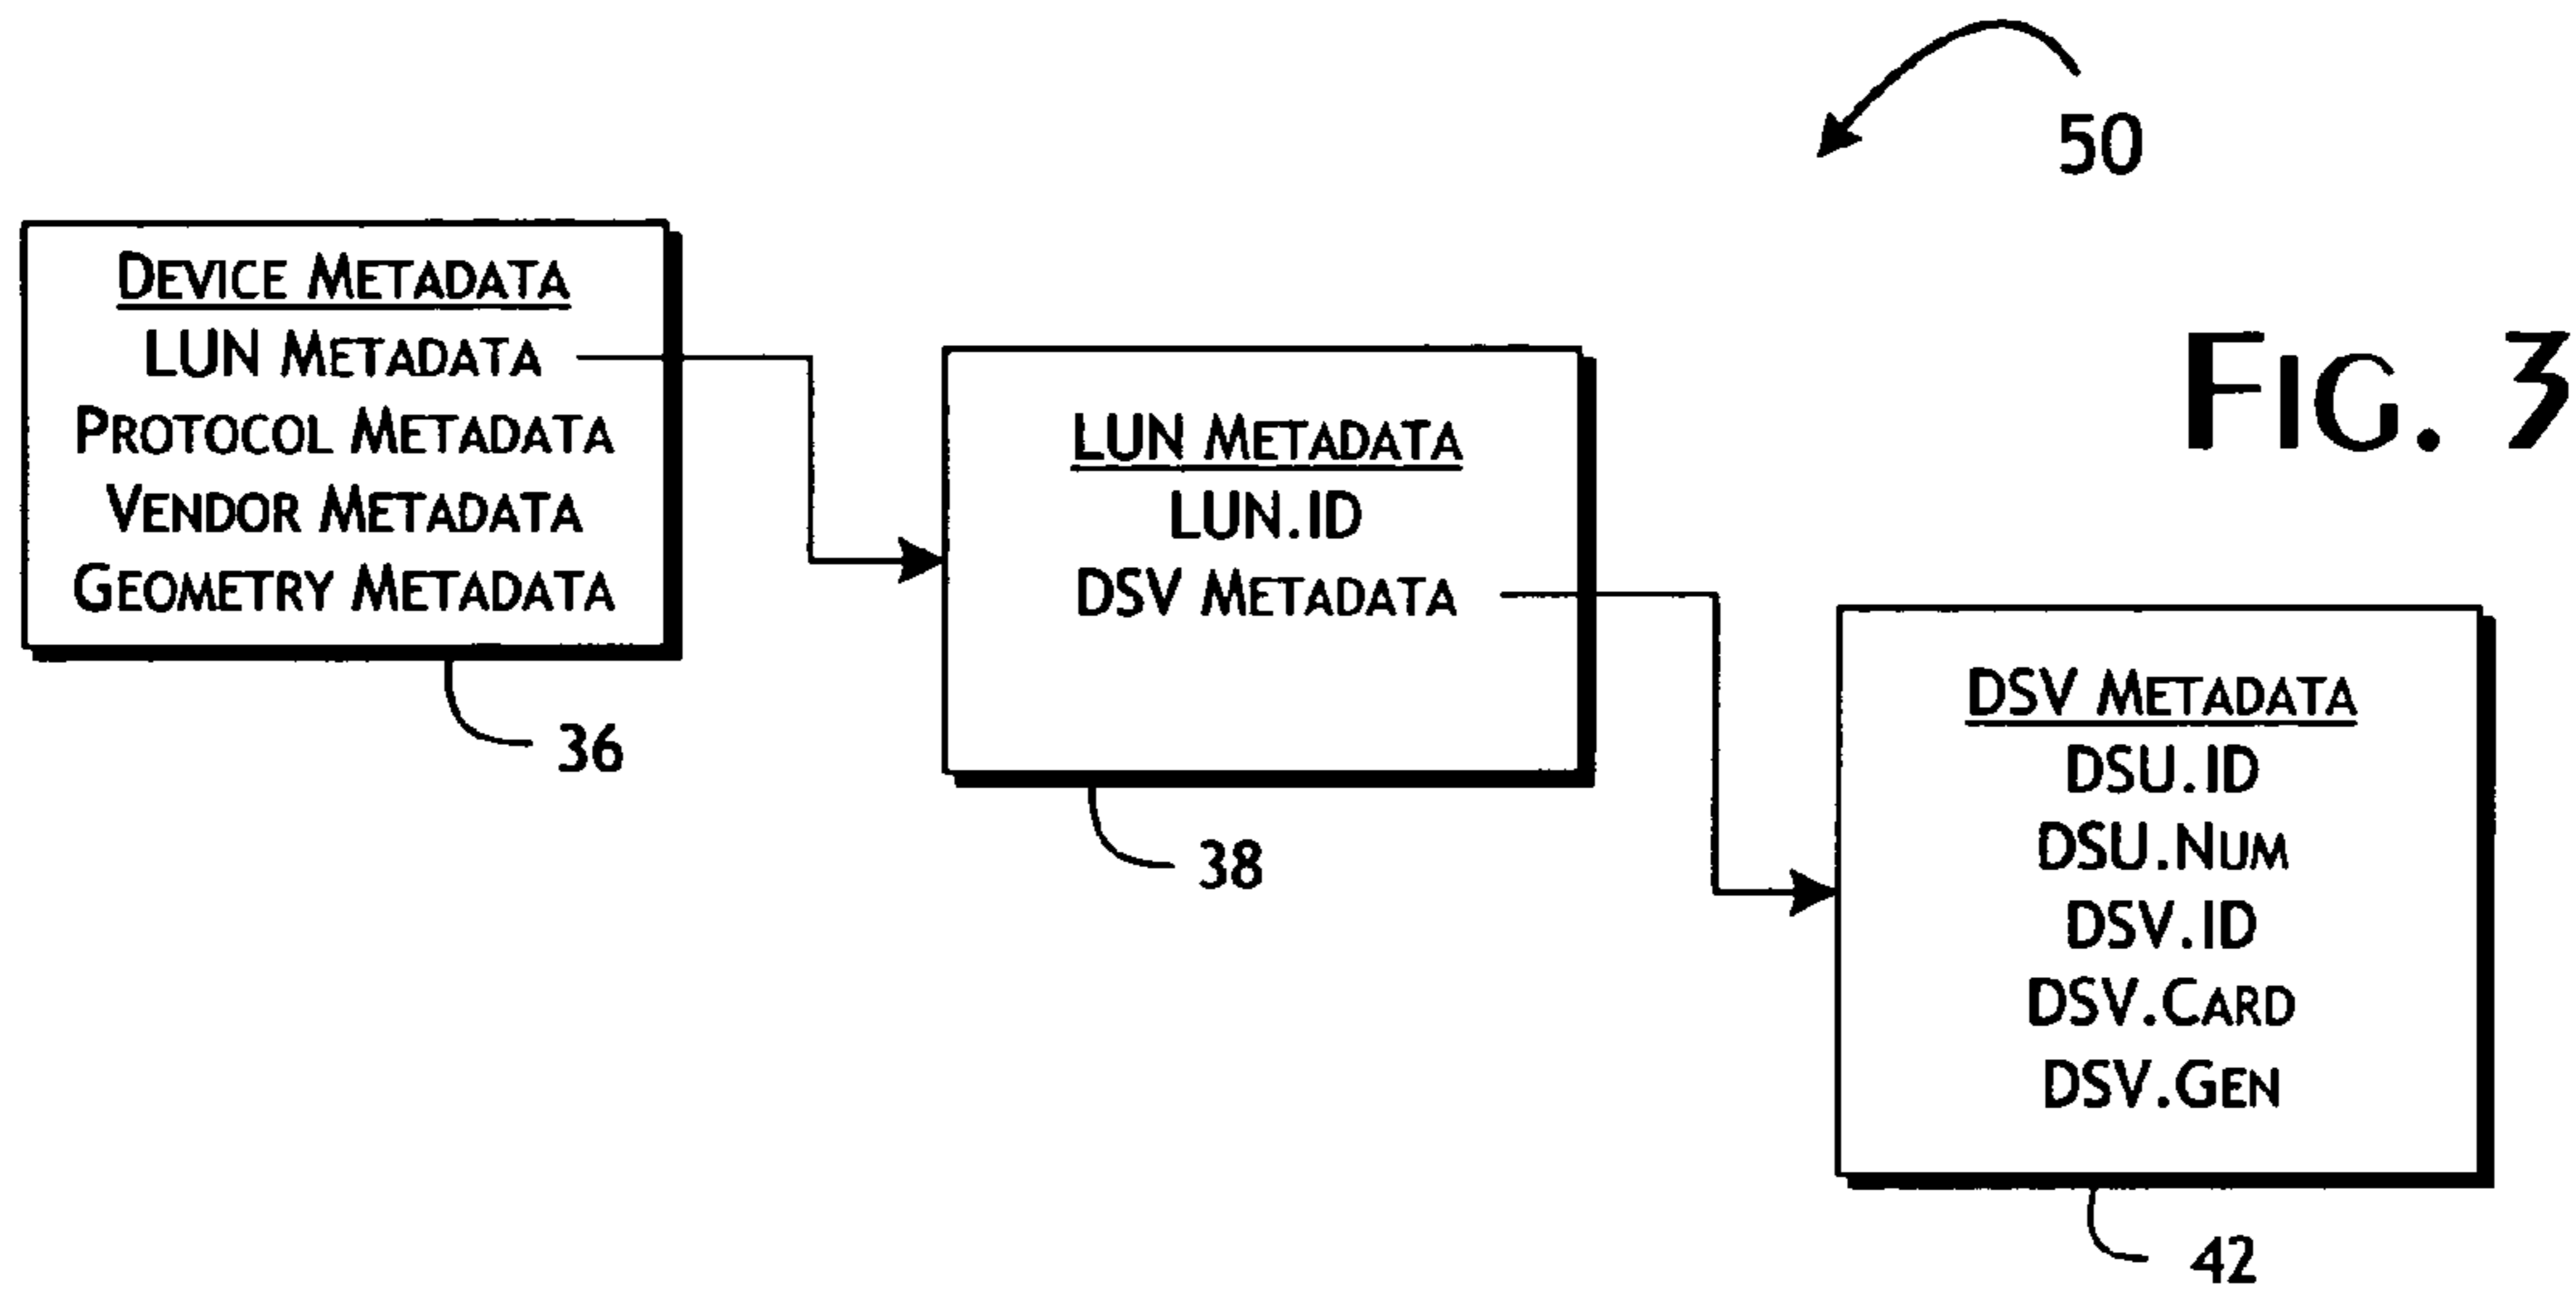 50
FIG. 3
DEVICE METADATA
LUN METADATA
PROTOCOL METADATA
VENDOR METADATA
GEOMETRY METADATA
36
LUN METADATA
LUN.ID
DSV METADATA
38
DSV METADATA
DSU.ID
DSU.NUM
DSV.ID
DSV.CARD
DSV.GEN
42